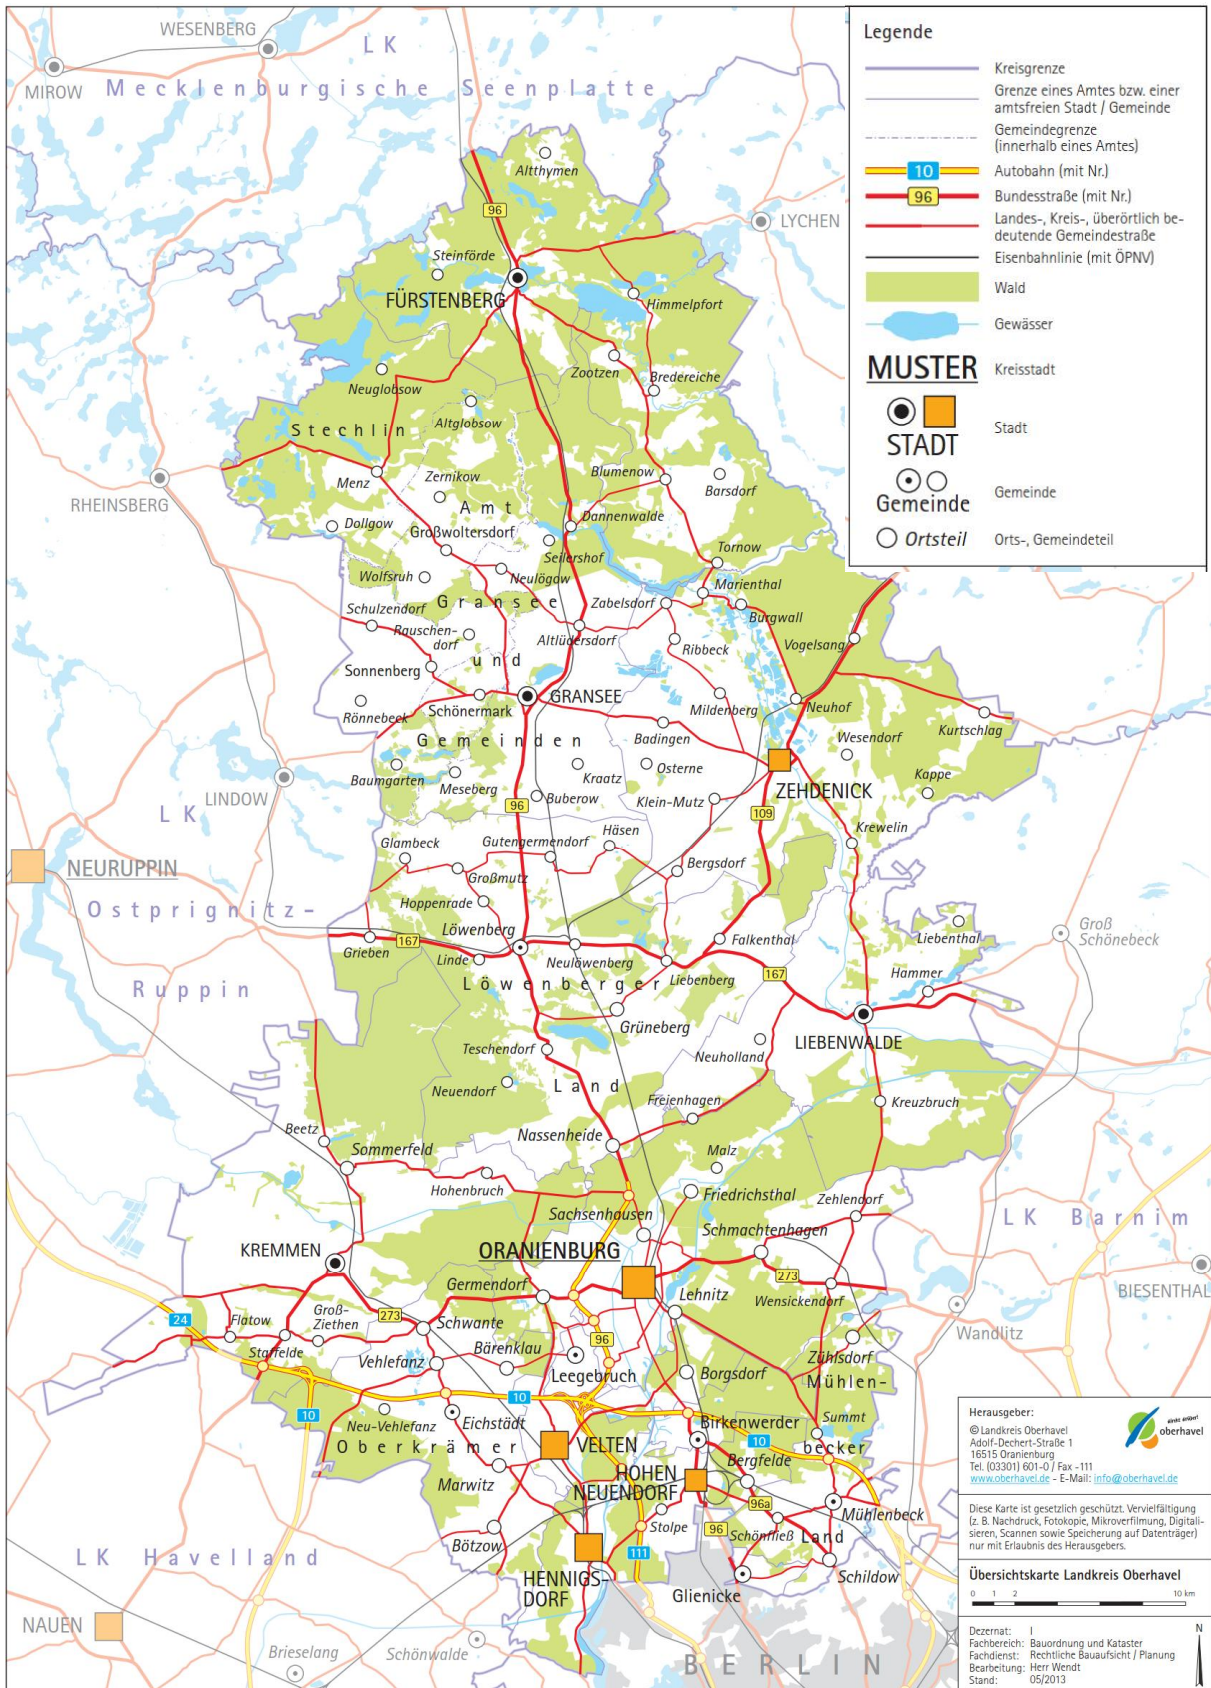 WESENBERG
LK
MIROW
Mecklenburgische Seenplatte
Altthymen
96
LYCHEN
Steinförde
FÜRSTENBERG
Himmelpfort
Zootzen
Neuglobsow
Bredereiche
Altglobsow
Stechlin
Blumenow
Menz
Zernikow
Barsdorf
RHEINSBERG
Amt
Dollgow
Dannenwalde
Großwoltersdorf
Seilershof
Tornow
Wolfsruh
Neulögow
Marienthal
Schulzendorf
Gransee
Zabelsdorf
Burgwall
Rauschen-
dorf
Altlüdersdorf
Ribbeck
Vogelsang
und
Sonnenberg
GRANSEE
Rönnebeck
Schönermark
Mildenberg
Neuhof
Kurtschlag
Gemeinden
Badingen
Wesendorf
Baumgarten
Meseberg
Kraatz
Osterne
Kappe
LINDOW
Buberow
Klein-Mutz
ZEHDENICK
LK
96
109
Krewelin
Glambeck
Gutengermendorf
Häsen
NEURUPPIN
Großmutz
Bergsdorf
Ostprignitz-
Hoppenrade
Löwenberg
Liebenthal
Groß
Schönebeck
167
Grieben
Linde
Neulöwenberg
Falkenthal
Hammer
Ruppin
Löwenberger
Liebenberg
167
Grüneberg
LIEBENWALDE
Teschendorf
Neuholland
Neuendorf
Land
Freienhagen
Kreuzbruch
Beetz
Nassenheide
Sommerfeld
Malz
Hohenbruch
Friedrichsthal
Zehlendorf
Sachsenhausen
LK Barnim
KREMMEN
ORANIENBURG
Schmachtenhagen
Germendorf
273
BIESENTHAL
Lehnitz
Wensickendorf
24
Flatow
Groß-
Ziethen
273
Schwante
96
Wandlitz
Staffelde
Vehlefanz
Bärenklau
Leegebruch
Borgsdorf
Zühlsdorf
Mühlen-
10
10
Neu-Vehlefanz
Eichstädt
Birkenwerder
Summt
Oberkrämer
VELTEN
10
becker
HOHEN
NEUENDORF
Bergfelde
Marwitz
96a
Mühlenbeck
Stolpe
96
Schönfließ
Land
Bötzow
111
LK Havelland
HENNIGS-
DORF
Glienicke
Schildow
NAUEN
Brieselang
Schönwalde
BERLIN
Legende
Kreisgrenze
Grenze eines Amtes bzw. einer
amtsfreien Stadt / Gemeinde
Gemeindegrenze
(innerhalb eines Amtes)
10 Autobahn (mit Nr.)
96 Bundesstraße (mit Nr.)
Landes-, Kreis-, überörtlich be-
deutende Gemeindestraße
Eisenbahnlinie (mit ÖPNV)
Wald
Gewässer
MUSTER Kreisstadt
STADT Stadt
Gemeinde Gemeinde
Ortsteil Orts-, Gemeindeteil
Herausgeber:
© Landkreis Oberhavel
Adolf-Dechert-Straße 1
16515 Oranienburg
Tel. (03301) 601-0 / Fax -111
www.oberhavel.de - E-Mail: info@oberhavel.de
oberhavel
Diese Karte ist gesetzlich geschützt. Vervielfältigung
(z. B. Nachdruck, Fotokopie, Mikroverfilmung, Digitali-
sieren, Scannen sowie Speicherung auf Datenträger)
nur mit Erlaubnis des Herausgebers.
Übersichtskarte Landkreis Oberhavel
0 1 2 10 km
Dezernat: I
Fachbereich: Bauordnung und Kataster
Fachdienst: Rechtliche Bauaufsicht / Planung
Bearbeitung: Herr Wendt
Stand: 05/2013
N